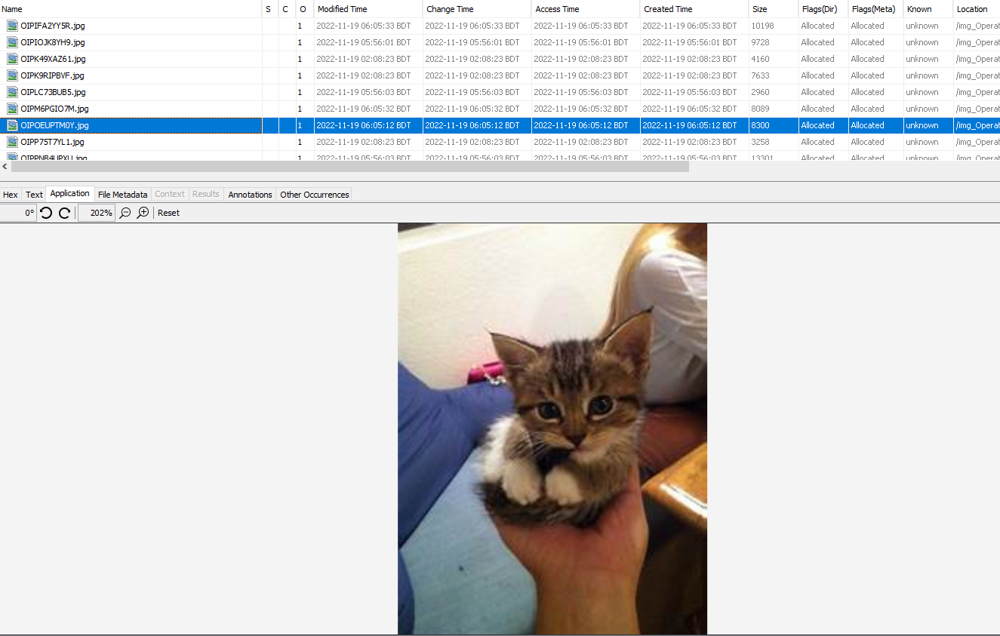 Name S C O Modified Time Change Time Access Time Created Time Size Flags(Dir) Flags(Meta) Known Location
OIPIFA2YY5R.jpg 1 2022-11-19 06:05:33 BDT 2022-11-19 06:05:33 BDT 2022-11-19 06:05:33 BDT 2022-11-19 06:05:33 BDT 10198 Allocated Allocated unknown /img_Operat
OIPIOJK8YH9.jpg 1 2022-11-19 05:56:01 BDT 2022-11-19 05:56:01 BDT 2022-11-19 05:56:01 BDT 2022-11-19 05:56:01 BDT 9728 Allocated Allocated unknown /img_Operat
OIPK49XAZ61.jpg 1 2022-11-19 02:08:23 BDT 2022-11-19 02:08:23 BDT 2022-11-19 02:08:23 BDT 2022-11-19 02:08:23 BDT 4160 Allocated Allocated unknown /img_Operat
OIPK9RIPBVF.jpg 1 2022-11-19 02:08:23 BDT 2022-11-19 02:08:23 BDT 2022-11-19 02:08:23 BDT 2022-11-19 02:08:23 BDT 7633 Allocated Allocated unknown /img_Operat
OIPLC73BUB5.jpg 1 2022-11-19 05:56:03 BDT 2022-11-19 05:56:03 BDT 2022-11-19 05:56:03 BDT 2022-11-19 05:56:03 BDT 2960 Allocated Allocated unknown /img_Operat
OIPM6PGIO7M.jpg 1 2022-11-19 06:05:32 BDT 2022-11-19 06:05:32 BDT 2022-11-19 06:05:32 BDT 2022-11-19 06:05:32 BDT 8089 Allocated Allocated unknown /img_Operat
OIPOEUPTM0Y.jpg 1 2022-11-19 06:05:12 BDT 2022-11-19 06:05:12 BDT 2022-11-19 06:05:12 BDT 2022-11-19 06:05:12 BDT 8300 Allocated Allocated unknown /img_Operat
OIPP75T7YL1.jpg 1 2022-11-19 02:08:23 BDT 2022-11-19 02:08:23 BDT 2022-11-19 02:08:23 BDT 2022-11-19 02:08:23 BDT 3258 Allocated Allocated unknown /img_Operat
OIPPNB4UPXU.jpg 1 2022-11-19 05:56:03 BDT 2022-11-19 05:56:03 BDT 2022-11-19 05:56:03 BDT 2022-11-19 05:56:03 BDT 13301 Allocated Allocated unknown /img_Operat
Hex Text Application File Metadata Context Results Annotations Other Occurrences
0° 202% Reset